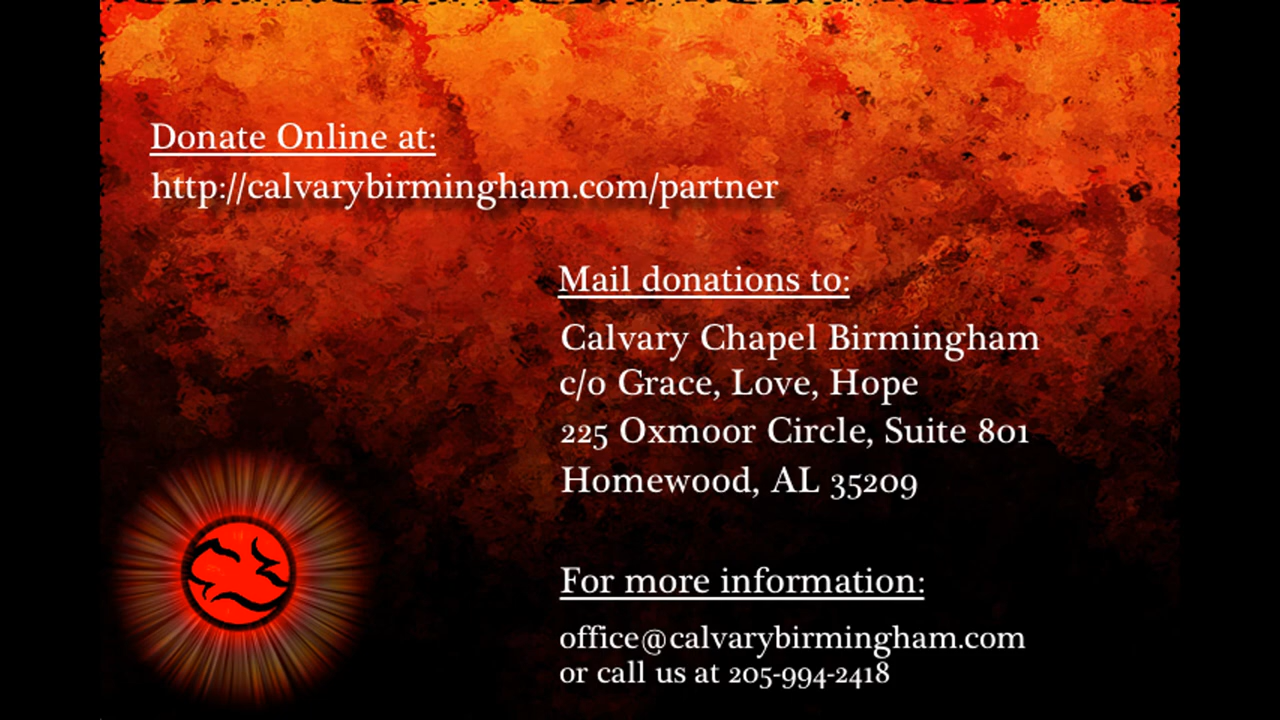 Donate Online at:
http://calvarybirmingham.com/partner
Mail donations to:
Calvary Chapel Birmingham
c/o Grace, Love, Hope
225 Oxmoor Circle, Suite 801
Homewood, AL 35209
For more information:
office@calvarybirmingham.com
or call us at 205-994-2418